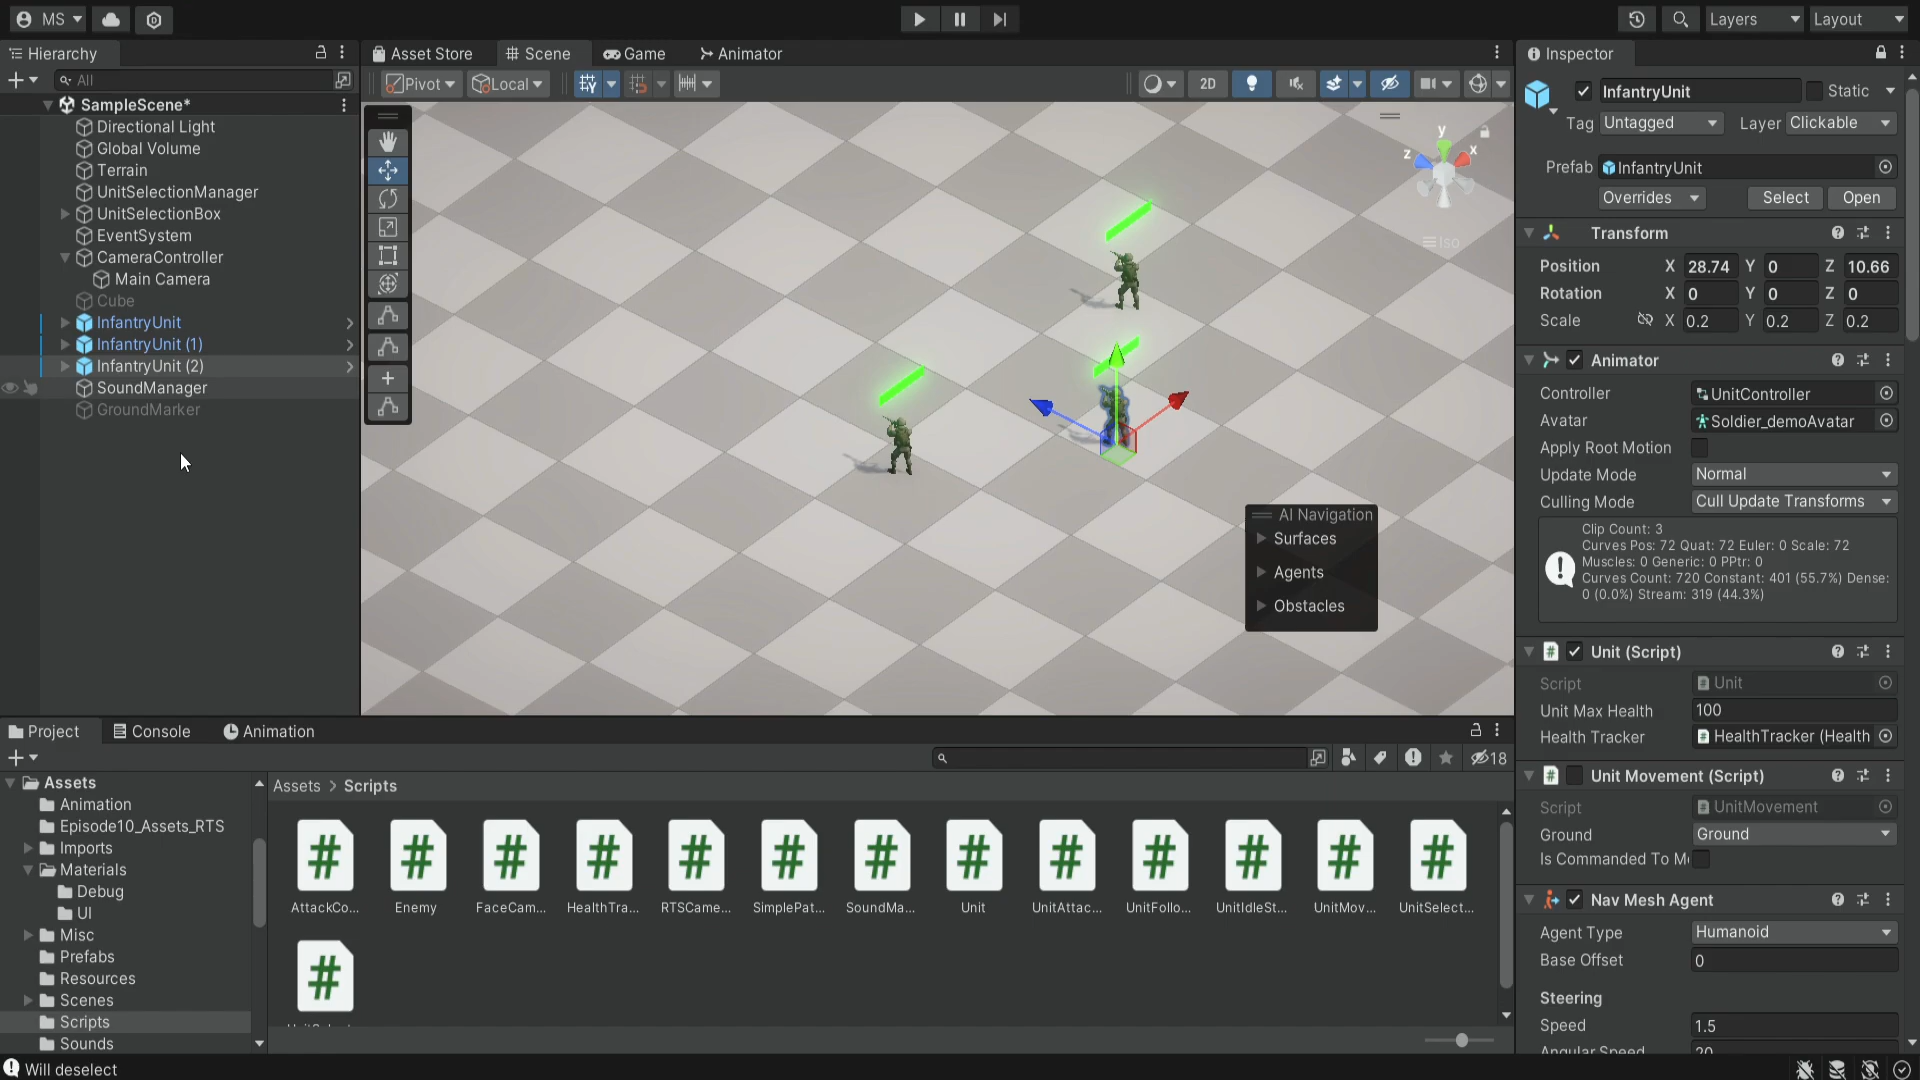 MS
Layers
Layout
Hierarchy
All
SampleScene*
Directional Light
Global Volume
Terrain
UnitSelectionManager
UnitSelectionBox
EventSystem
CameraController
Main Camera
Cube
InfantryUnit
InfantryUnit (1)
InfantryUnit (2)
SoundManager
GroundMarker
Asset Store
Scene
Game
Animator
Pivot
Local
2D
y
z
x
Iso
AI Navigation
Surfaces
Agents
Obstacles
Inspector
InfantryUnit
Static
Tag Untagged
Layer Clickable
Prefab InfantryUnit
Overrides
Select
Open
Transform
Position X 28.74 Y 0 Z 10.66
Rotation X 0 Y 0 Z 0
Scale X 0.2 Y 0.2 Z 0.2
Animator
Controller UnitController
Avatar Soldier_demoAvatar
Apply Root Motion
Update Mode Normal
Culling Mode Cull Update Transforms
Clip Count: 3
Curves Pos: 72 Quat: 72 Euler: 0 Scale: 72
Muscles: 0 Generic: 0 PPtr: 0
Curves Count: 720 Constant: 401 (55.7%) Dense:
0 (0.0%) Stream: 319 (44.3%)
Unit (Script)
Script Unit
Unit Max Health 100
Health Tracker HealthTracker (Health
Unit Movement (Script)
Script UnitMovement
Ground Ground
Is Commanded To M
Nav Mesh Agent
Agent Type Humanoid
Base Offset 0
Steering
Speed 1.5
Angular Speed 20
Project
Console
Animation
18
Assets
Animation
Episode10_Assets_RTS
Imports
Materials
Debug
UI
Misc
Prefabs
Resources
Scenes
Scripts
Sounds
Assets > Scripts
AttackCo...
Enemy
FaceCam...
HealthTra...
RTSCame...
SimplePat...
SoundMa...
Unit
UnitAttac...
UnitFollo...
UnitIdleSt...
UnitMov...
UnitSelect...
Will deselect